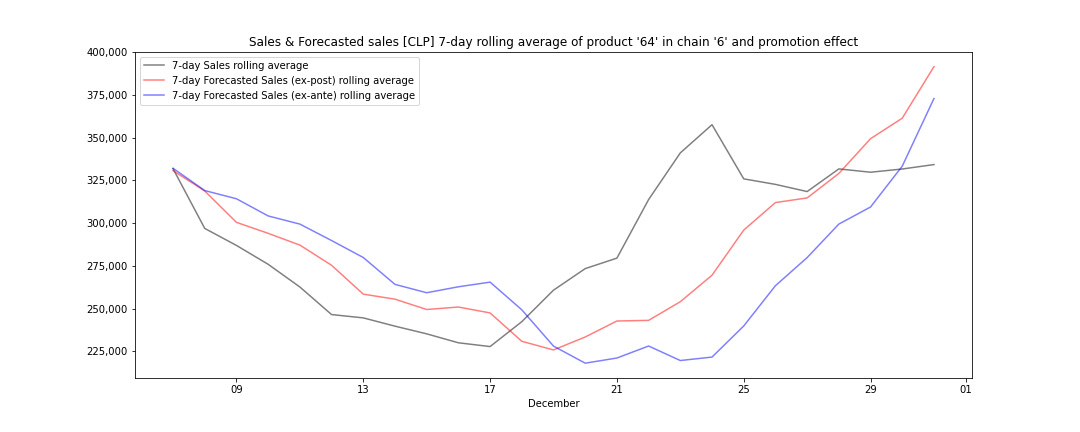 Sales & Forecasted sales [CLP] 7-day rolling average of product '64' in chain '6' and promotion effect
400,000
375,000
350,000
325,000
300,000
275,000
250,000
225,000
7-day Sales rolling average
7-day Forecasted Sales (ex-post) rolling average
7-day Forecasted Sales (ex-ante) rolling average
09 13 17 21 25 29 01
December